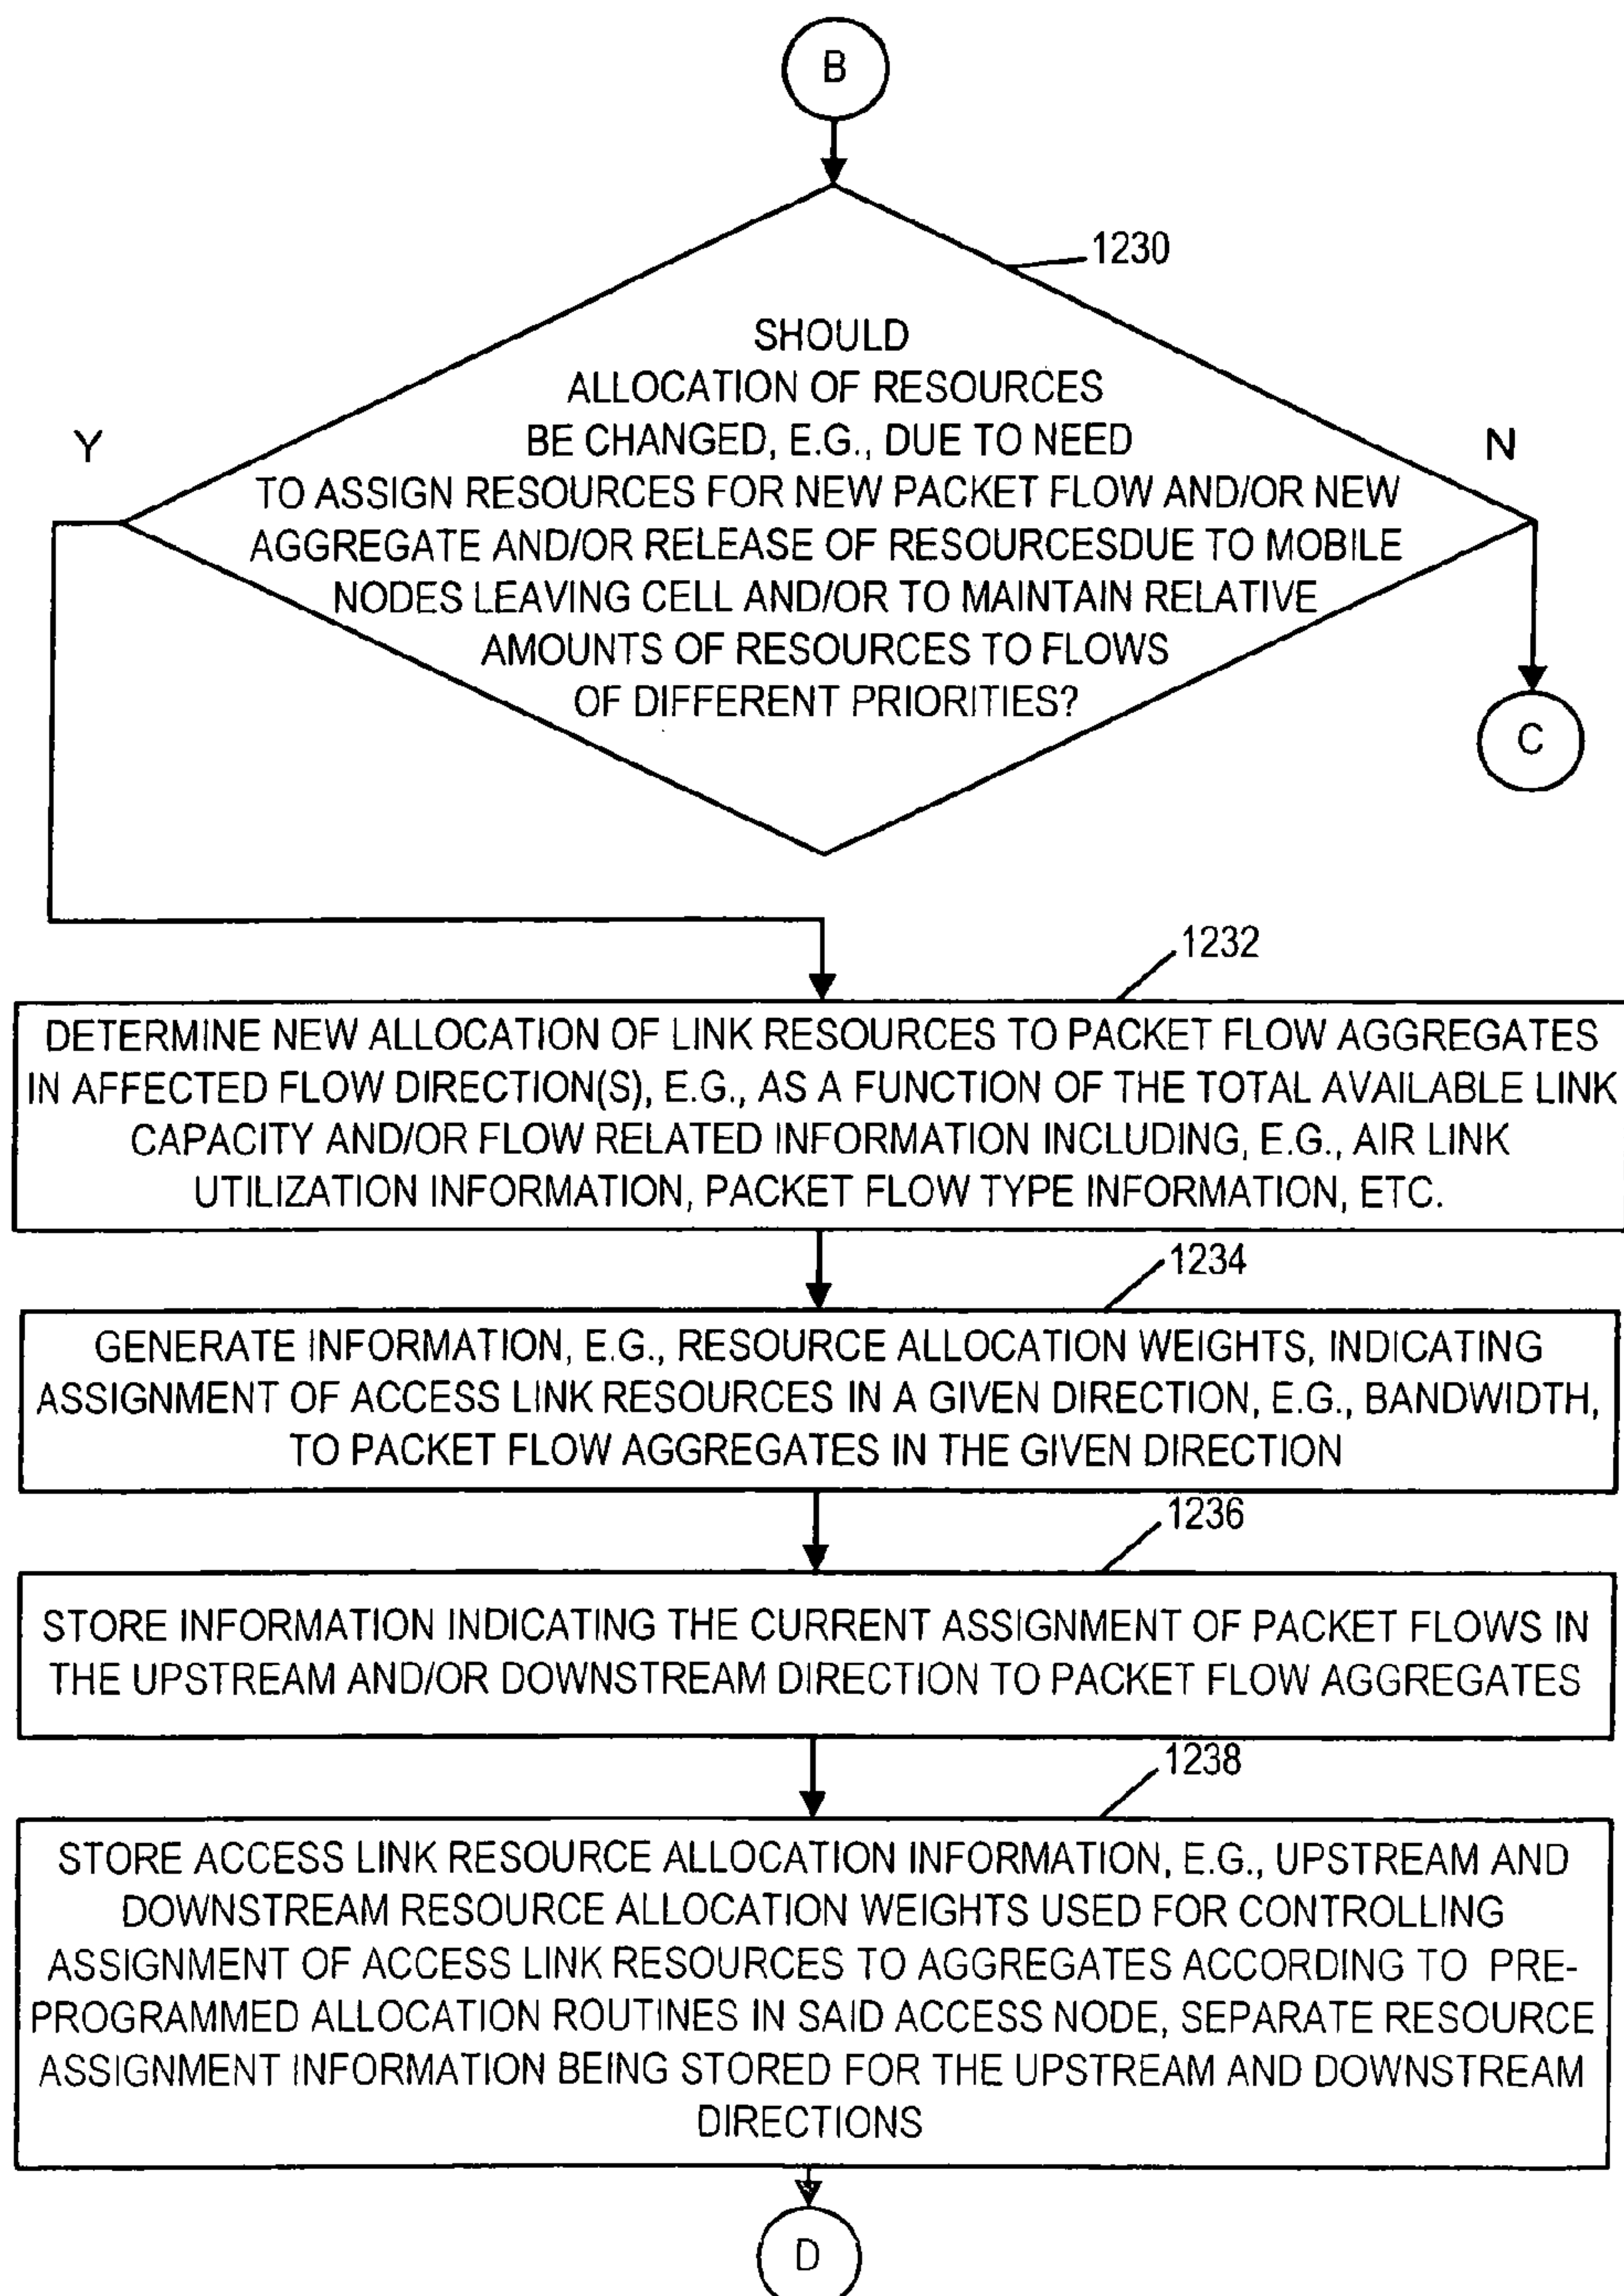 B
1230
SHOULD
ALLOCATION OF RESOURCES
BE CHANGED, E.G., DUE TO NEED
TO ASSIGN RESOURCES FOR NEW PACKET FLOW AND/OR NEW
AGGREGATE AND/OR RELEASE OF RESOURCESDUE TO MOBILE
NODES LEAVING CELL AND/OR TO MAINTAIN RELATIVE
AMOUNTS OF RESOURCES TO FLOWS
OF DIFFERENT PRIORITIES?
Y
N
C
1232
DETERMINE NEW ALLOCATION OF LINK RESOURCES TO PACKET FLOW AGGREGATES
IN AFFECTED FLOW DIRECTION(S), E.G., AS A FUNCTION OF THE TOTAL AVAILABLE LINK
CAPACITY AND/OR FLOW RELATED INFORMATION INCLUDING, E.G., AIR LINK
UTILIZATION INFORMATION, PACKET FLOW TYPE INFORMATION, ETC.
1234
GENERATE INFORMATION, E.G., RESOURCE ALLOCATION WEIGHTS, INDICATING
ASSIGNMENT OF ACCESS LINK RESOURCES IN A GIVEN DIRECTION, E.G., BANDWIDTH,
TO PACKET FLOW AGGREGATES IN THE GIVEN DIRECTION
1236
STORE INFORMATION INDICATING THE CURRENT ASSIGNMENT OF PACKET FLOWS IN
THE UPSTREAM AND/OR DOWNSTREAM DIRECTION TO PACKET FLOW AGGREGATES
1238
STORE ACCESS LINK RESOURCE ALLOCATION INFORMATION, E.G., UPSTREAM AND
DOWNSTREAM RESOURCE ALLOCATION WEIGHTS USED FOR CONTROLLING
ASSIGNMENT OF ACCESS LINK RESOURCES TO AGGREGATES ACCORDING TO PRE-
PROGRAMMED ALLOCATION ROUTINES IN SAID ACCESS NODE, SEPARATE RESOURCE
ASSIGNMENT INFORMATION BEING STORED FOR THE UPSTREAM AND DOWNSTREAM
DIRECTIONS
D